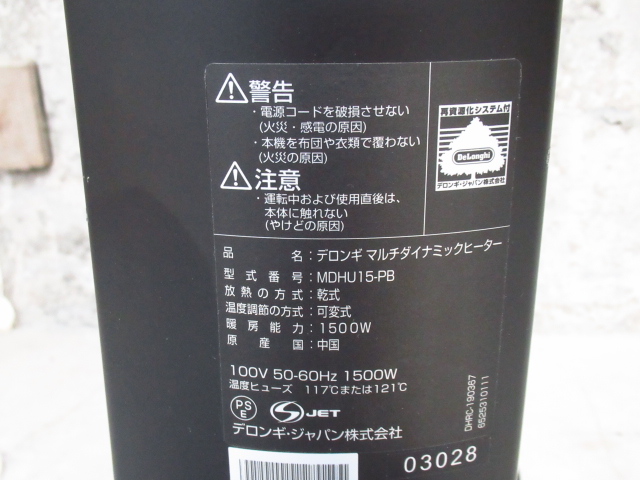 警告
・電源コードを破損させない
(火災・感電の原因)
・本機を布団や衣類で覆わない
(火災の原因)
注意
・運転中および使用直後は、
本体に触れない
(やけどの原因)
再資源化システム付
DeLonghi
デロンギ・ジャパン株式会社
品名：デロンギ マルチダイナミックヒーター
型式番号：MDHU15-PB
放熱の方式：乾式
温度調節の方式：可変式
暖房能力：1500W
原産国：中国
100V 50-60Hz 1500W
温度ヒューズ 117℃または121℃
PS
E
S JET
デロンギ・ジャパン株式会社
DHRC-190367
6525310111
03028